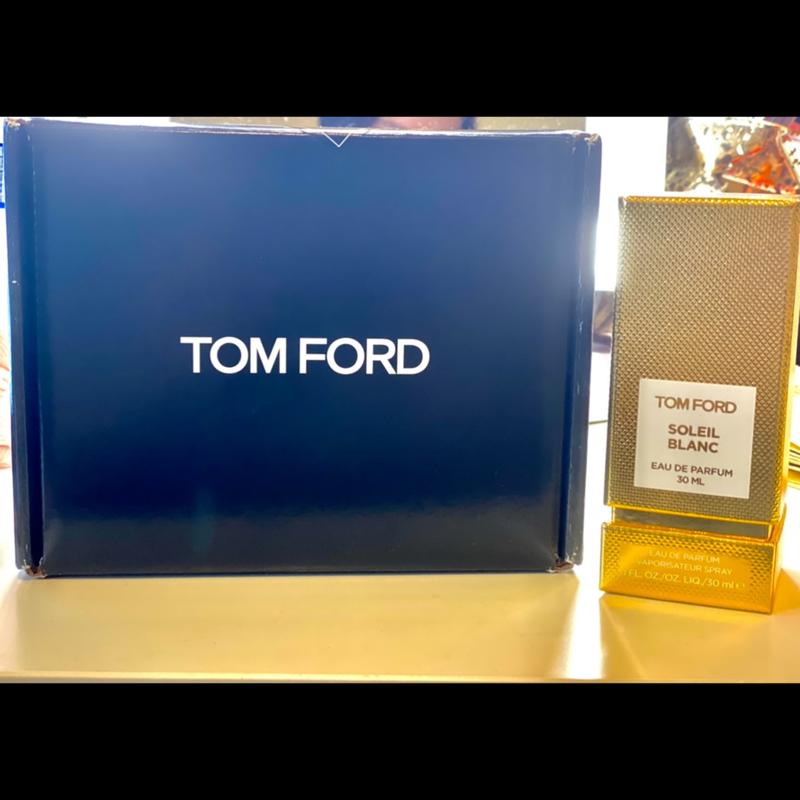 TOM FORD
TOM FORD
SOLEIL
BLANC
EAU DE PARFUM
30 ML
EAU DE PARFUM
VAPORISATEUR SPRAY
1 FL. OZ./OZ. LIQ./30 ml e